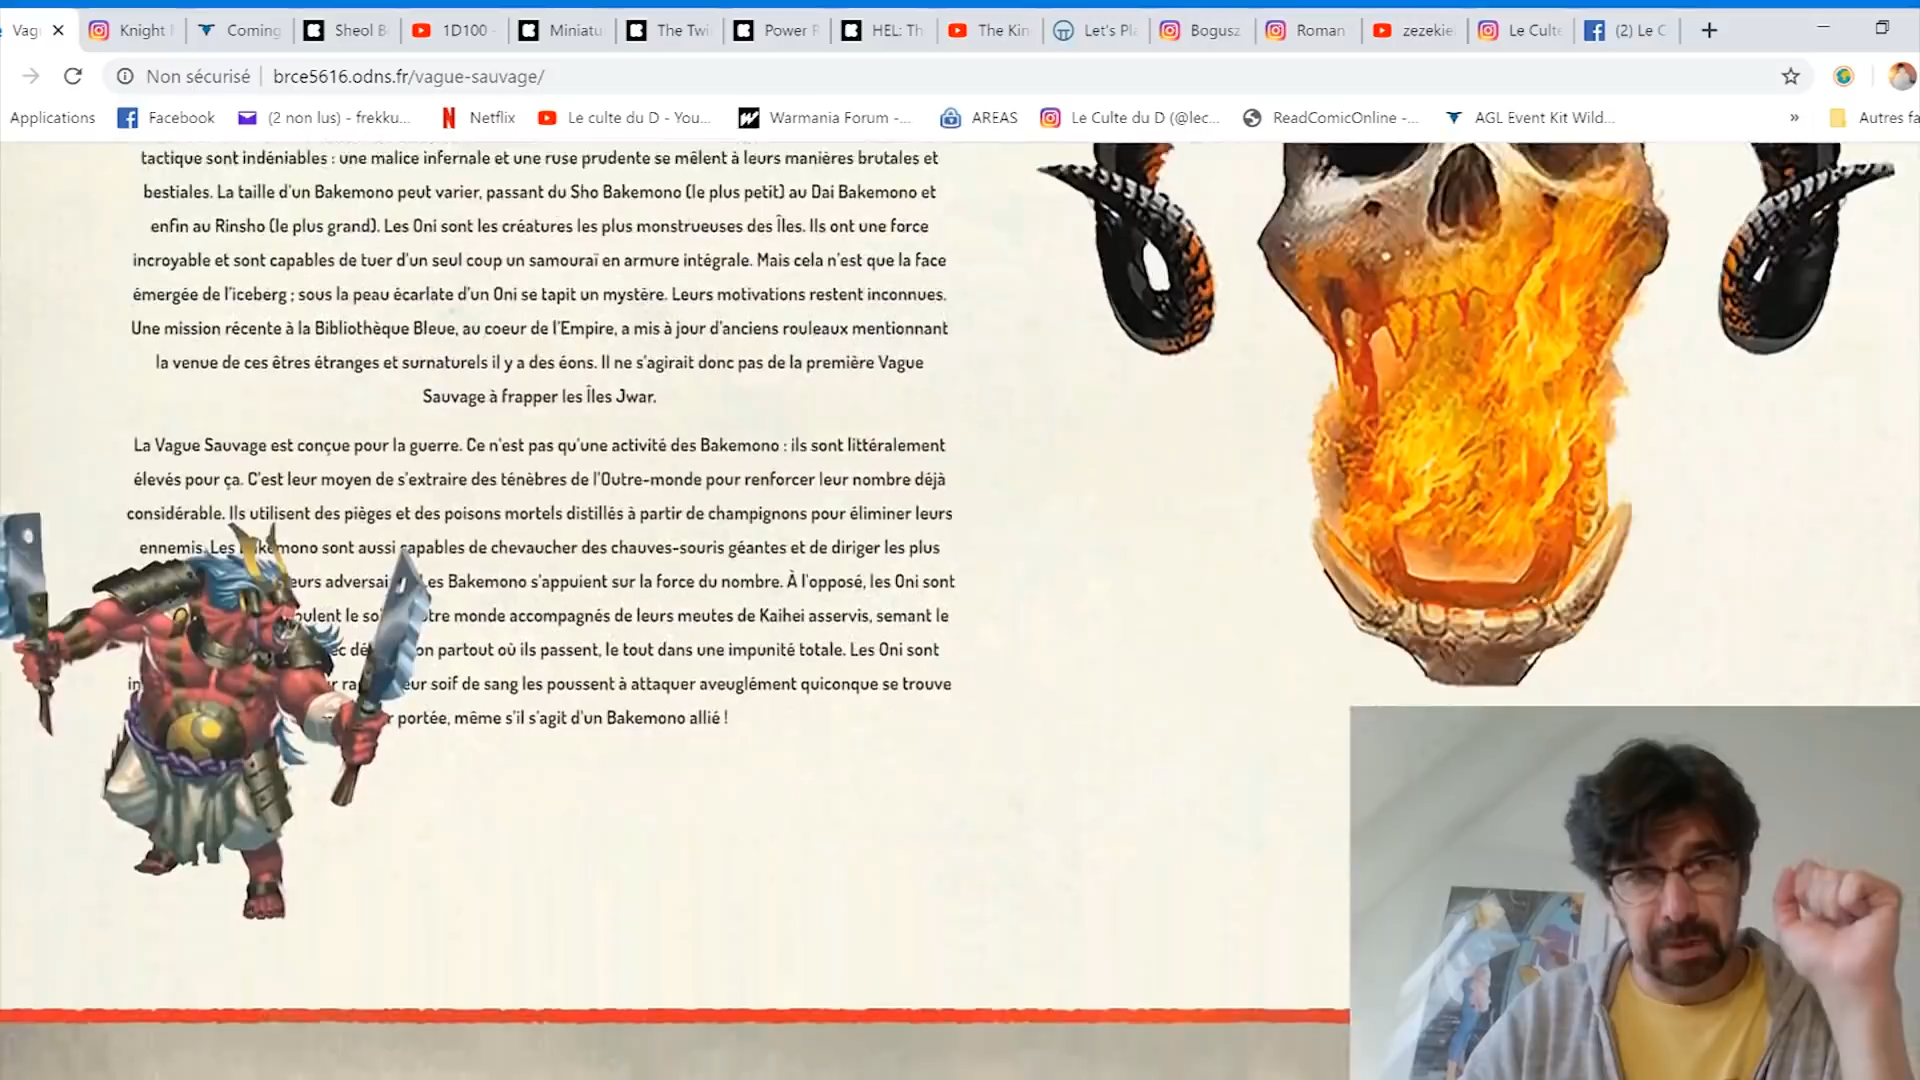 Vag
Knight
Coming
Sheol B
1D100
Miniatu
The Twi
Power
HEL: Th
The Kin
Let's Pl
Bogusz
Roman
zezekie
Le Culte
(2) Le C
Non sécurisé
brce5616.odns.fr/vague-sauvage/
Applications
Facebook
(2 non lus) - frekku...
Netflix
Le culte du D - You...
Warmania Forum -...
AREAS
Le Culte du D (@lec...
ReadComicOnline -...
AGL Event Kit Wild...
»
Autres fa
tactique sont indéniables : une malice infernale et une ruse prudente se mêlent à leurs manières brutales et
bestiales. La taille d'un Bakemono peut varier, passant du Sho Bakemono (le plus petit) au Dai Bakemono et
enfin au Rinsho (le plus grand). Les Oni sont les créatures les plus monstrueuses des Îles. Ils ont une force
incroyable et sont capables de tuer d'un seul coup un samouraï en armure intégrale. Mais cela n'est que la face
émergée de l'iceberg ; sous la peau écarlate d'un Oni se tapit un mystère. Leurs motivations restent inconnues.
Une mission récente à la Bibliothèque Bleue, au coeur de l'Empire, a mis à jour d'anciens rouleaux mentionnant
la venue de ces êtres étranges et surnaturels il y a des éons. Il ne s'agirait donc pas de la première Vague
Sauvage à frapper les Îles Jwar.
La Vague Sauvage est conçue pour la guerre. Ce n'est pas qu'une activité des Bakemono : ils sont littéralement
élevés pour ça. C'est leur moyen de s'extraire des ténèbres de l'Outre-monde pour renforcer leur nombre déjà
considérable. Ils utilisent des pièges et des poisons mortels distillés à partir de champignons pour éliminer leurs
ennemis. Les Bakemono sont aussi capables de chevaucher des chauves-souris géantes et de diriger les plus
eurs adversai Les Bakemono s'appuient sur la force du nombre. À l'opposé, les Oni sont
oulent le so tre monde accompagnés de leurs meutes de Kaihei asservis, semant le
ec dé on partout où ils passent, le tout dans une impunité totale. Les Oni sont
in r ra eur soif de sang les poussent à attaquer aveuglément quiconque se trouve
r portée, même s'il s'agit d'un Bakemono allié !